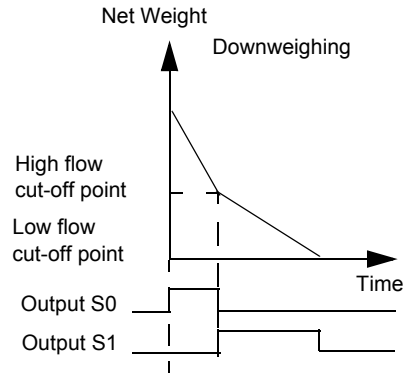 Net Weight
Downweighing
High flow
cut-off point
Low flow
cut-off point
Time
Output S0
Output S1